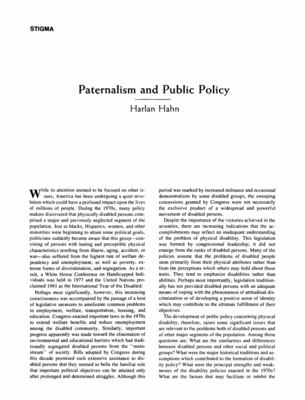 STIGMA
Paternalism and Public Policy
Harlan Hahn
While its attention seemed to be focused on other is-
sues, America has been undergoing a quiet revo-
lution which could have a profound impact upon the lives
of millions of people. During the 1970s, many policy
makers discovered that physically disabled persons com-
prised a major and previously neglected segment of the
population. Just as blacks, Hispanics, women, and other
minorities were beginning to attain some political goals,
politicians suddenly became aware that this group—con-
sisting of persons with lasting and perceptible physical
characteristics resulting from illness, aging, accident, or
war—also suffered from the highest rate of welfare de-
pendency and unemployment, as well as poverty, ex-
treme forms of discrimination, and segregation. As a re-
sult, a White House Conference on Handicapped Indi-
viduals was held in 1977 and the United Nations pro-
claimed 1981 as the International Year of the Disabled.
Perhaps most significantly, however, this increasing
consciousness was accompanied by the passage of a host
of legislative measures to ameliorate common problems
in employment, welfare, transportation, housing, and
education. Congress enacted important laws in the 1970s
to extend welfare benefits and reduce unemployment
among the disabled community. Similarly, important
progress apparently was made toward the elimination of
environmental and educational barriers which had tradi-
tionally segregated disabled persons from the "main-
stream" of society. Bills adopted by Congress during
this decade promised such extensive assistance to dis-
abled persons that they seemed to belie the familiar rule
that important political objectives can be attained only
after prolonged and determined struggles. Although this
period was marked by increased militance and occasional
demonstrations by some disabled groups, the sweeping
concessions granted by Congress were not necessarily
the exclusive product of a widespread and powerful
movement of disabled persons.
Despite the importance of the victories achieved in the
seventies, there are increasing indications that the ac-
complishments may reflect an inadequate understanding
of the problem of physical disability. This legislation
was formed by congressional leadership; it did not
emerge from the ranks of disabled persons. Many of the
policies assume that the problems of disabled people
stem primarily from their physical attributes rather than
from the perceptions which others may hold about those
traits. They tend to emphasize disabilities rather than
abilities. Perhaps most importantly, legislation tradition-
ally has not provided disabled persons with an adequate
means of coping with the phenomenon of attitudinal dis-
crimination or of developing a positive sense of identity
which may contribute to the ultimate fulfillment of their
objectives.
The development of public policy concerning physical
disability, therefore, raises some significant issues that
are relevant to the problems both of disabled persons and
of other major segments of the population. Among these
questions are: What are the similarities and differences
between disabled persons and other social and political
groups? What were the major historical traditions and as-
sumptions which contributed to the formation of disabil-
ity policy? What were the principal strengths and weak-
nesses of the disability policies enacted in the 1970s?
What are the factors that may facilitate or inhibit the